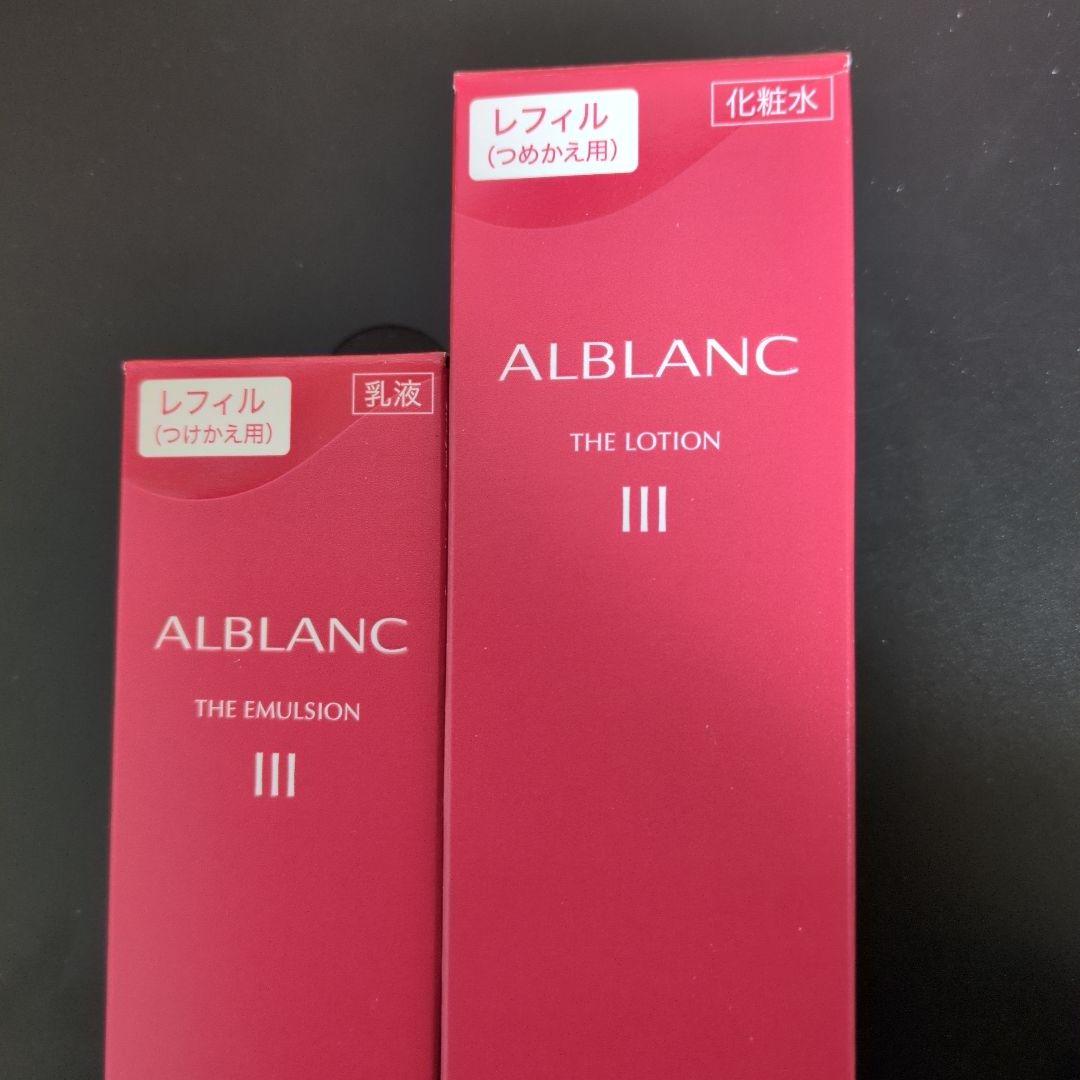 レフィル
(つめかえ用)
化粧水
ALBLANC
THE LOTION
III
レフィル
(つけかえ用)
乳液
ALBLANC
THE EMULSION
III